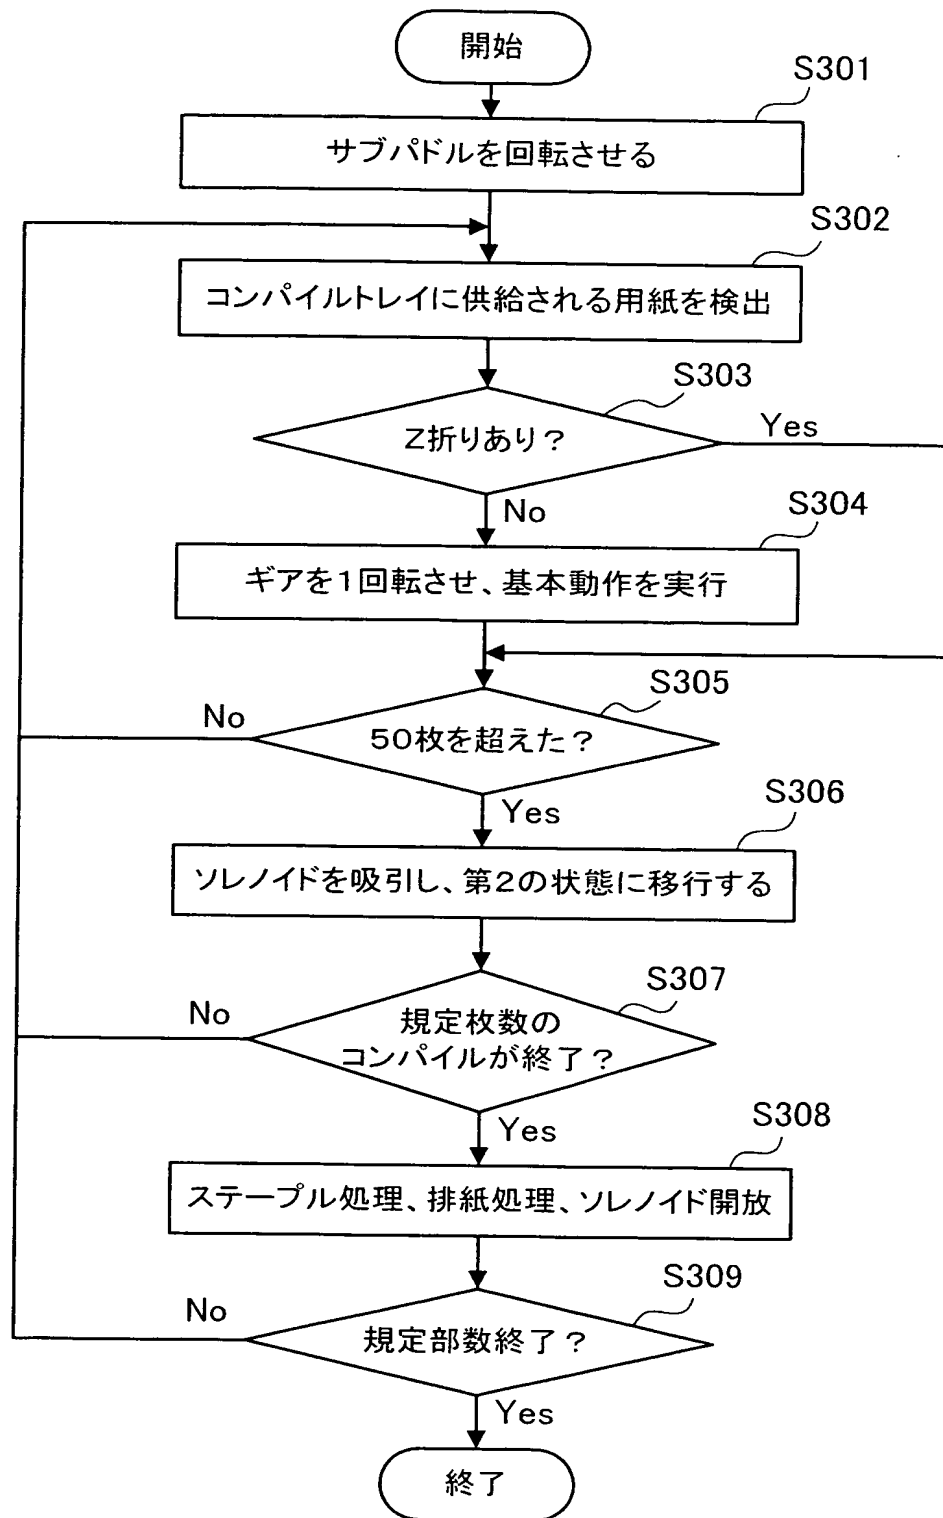 開始
S301
サブパドルを回転させる
S302
コンパイルトレイに供給される用紙を検出
S303
Z折りあり？
Yes
No
S304
ギアを1回転させ、基本動作を実行
S305
50枚を超えた？
No
Yes
S306
ソレノイドを吸引し、第2の状態に移行する
S307
規定枚数の
コンパイルが終了？
No
Yes
S308
ステープル処理、排紙処理、ソレノイド開放
S309
規定部数終了？
No
Yes
終了